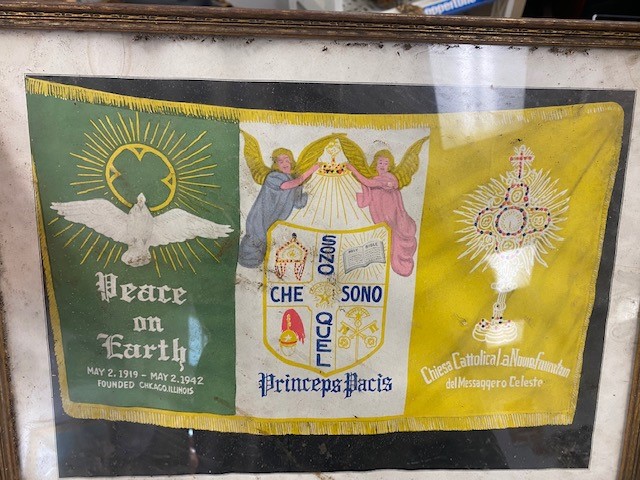 Peace
on
Earth
MAY 2, 1919 - MAY 2. 1942
FOUNDED CHICAGO. ILLINOIS
SONO
CHE SONO
QUEL
Princeps Pacis
Chiesa Cattolica La Nuova
del Messaggero Celeste